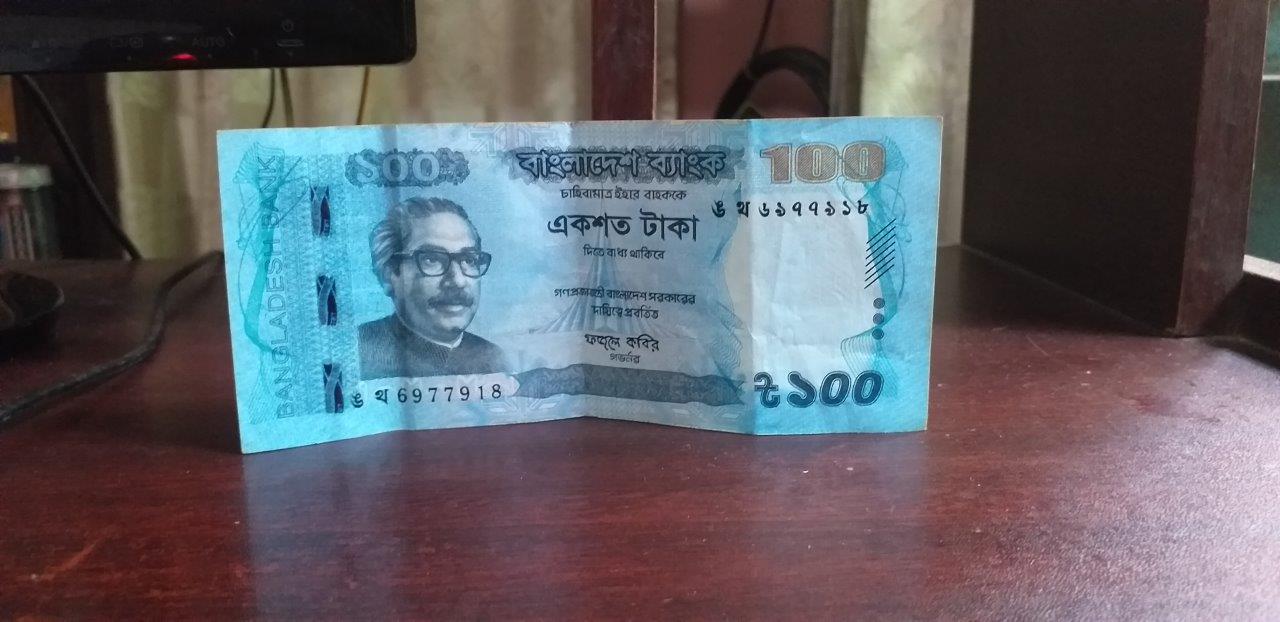 AUTO
BANGLADESH BANK
১০০
বাংলাদেশ ব্যাংক
100
চাহিবামাত্র ইহার বাহককে
একশত টাকা
দিতে বাধ্য থাকিবে
ঙ থ ৬৯৭৭৯১৮
গণপ্রজাতন্ত্রী বাংলাদেশ সরকারের
দায়িত্বে প্রবর্তিত
ফজলে কবির
গভর্নর
ঙ থ 6977918
৳১০০